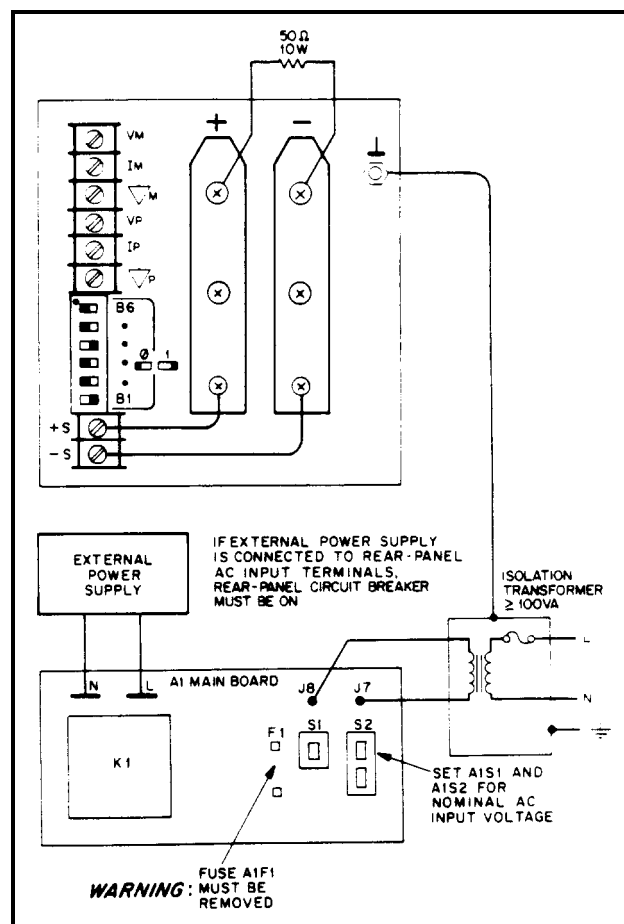 50Ω
10W
+ −
VM
IM
▽M
VP
IP
▽P
B6
Ø 1
B1
+S
−S
EXTERNAL
POWER
SUPPLY
IF EXTERNAL POWER SUPPLY
IS CONNECTED TO REAR-PANEL
AC INPUT TERMINALS,
REAR-PANEL CIRCUIT BREAKER
MUST BE ON
ISOLATION
TRANSFORMER
≥ 100VA
L
N
N L
A1 MAIN BOARD
J8 J7
F1 S1 S2
K1
SET A1S1 AND
A1S2 FOR
NOMINAL AC
INPUT VOLTAGE
WARNING: FUSE A1F1
MUST BE
REMOVED